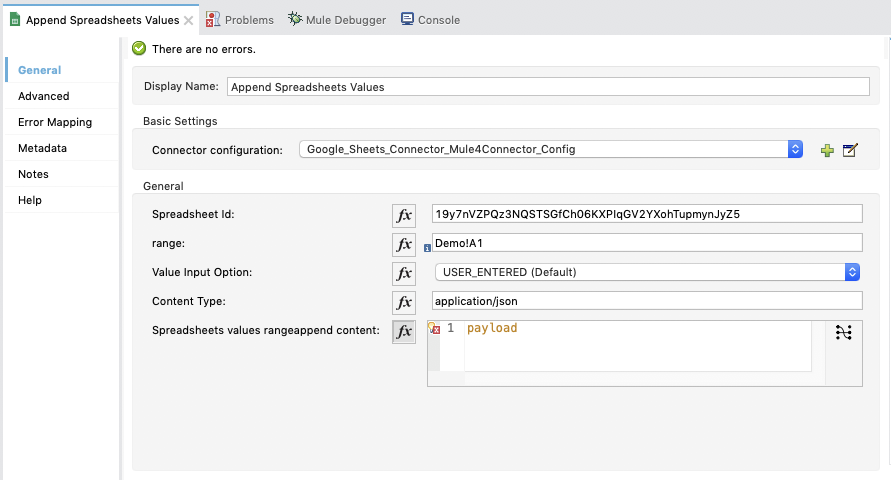 Append Spreadsheets Values Problems Mule Debugger Console
There are no errors.
General
Advanced
Error Mapping
Metadata
Notes
Help
Display Name: Append Spreadsheets Values
Basic Settings
Connector configuration: Google_Sheets_Connector_Mule4Connector_Config
General
Spreadsheet Id: fx 19y7nVZPQz3NQSTSGfCh06KXPIqGV2YXohTupmynJyZ5
range: fx Demo!A1
Value Input Option: fx USER_ENTERED (Default)
Content Type: fx application/json
Spreadsheets values rangeappend content: fx 1 payload